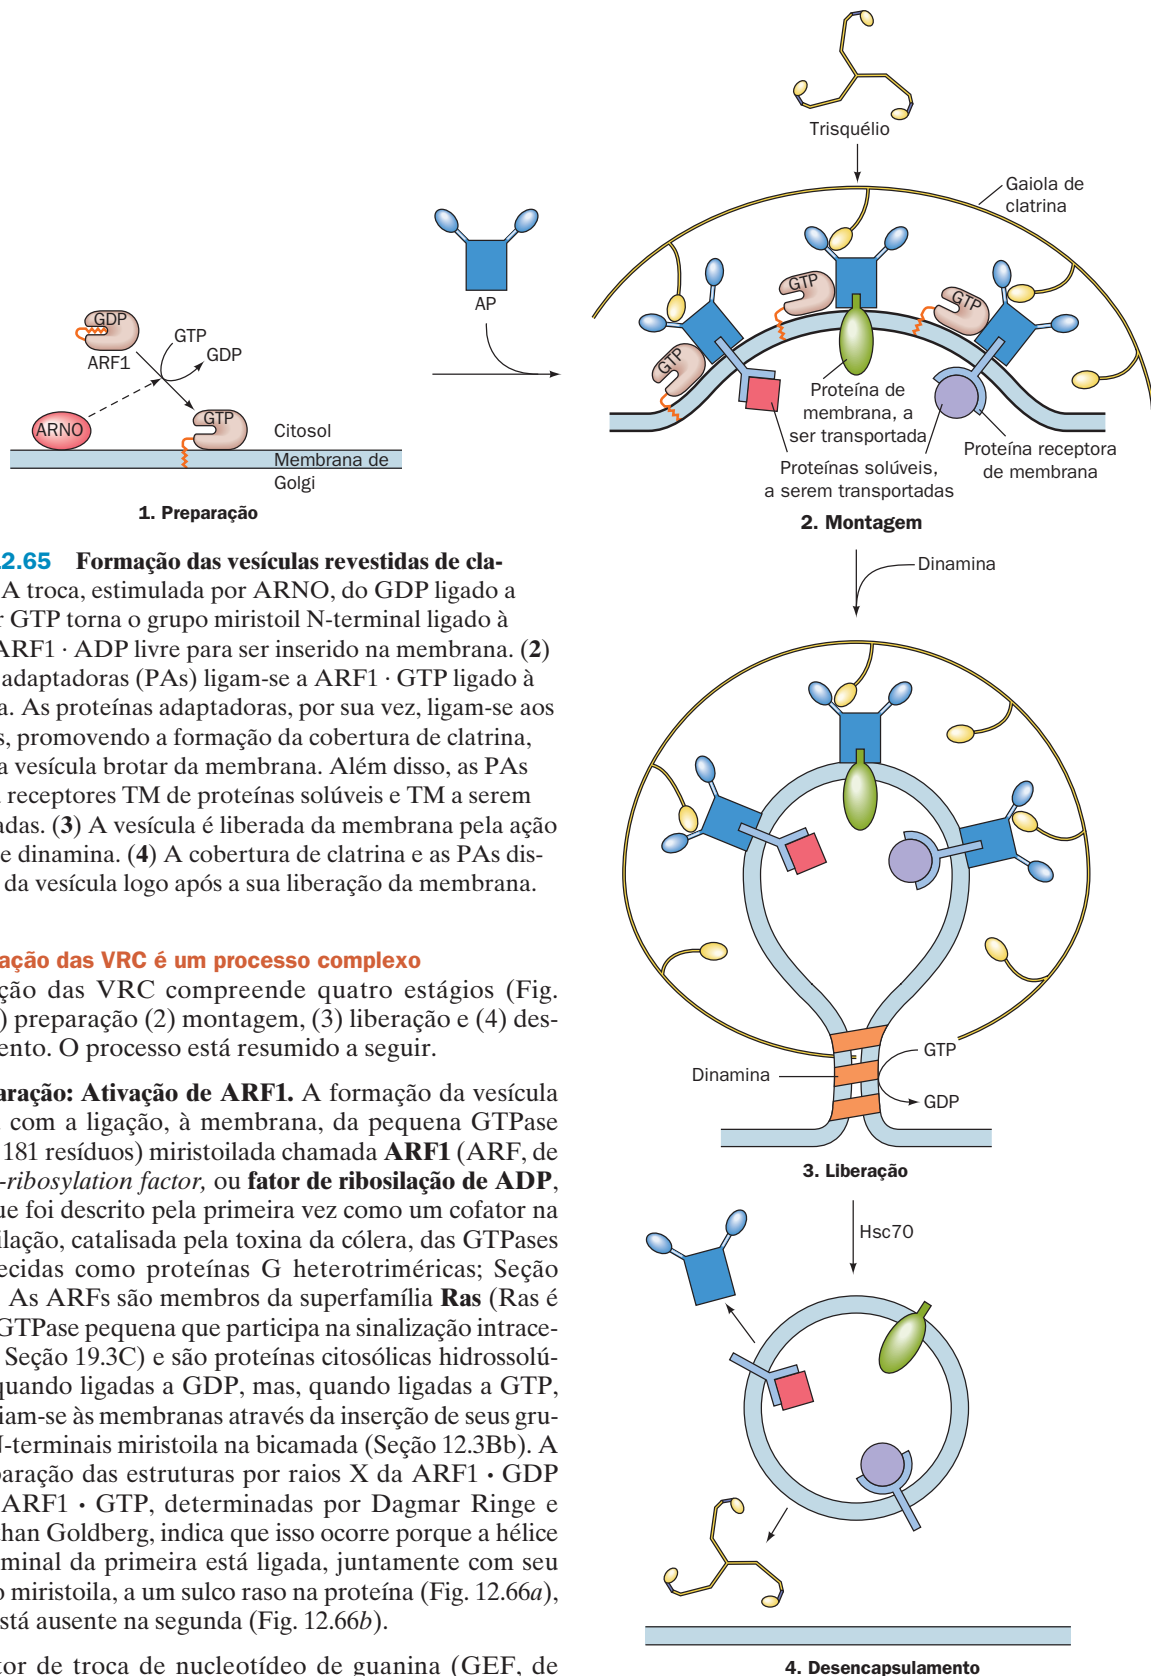 Trisquélio
Gaiola de
clatrina
AP
GDP
ARF1
GTP
GDP
ARNO
GTP
Citosol
Membrana de
Golgi
1. Preparação
GTP
GTP
GTP
Proteína de
membrana, a
ser transportada
Proteínas solúveis,
a serem transportadas
Proteína receptora
de membrana
2. Montagem
Dinamina
Dinamina
GTP
GDP
3. Liberação
Hsc70
4. Desencapsulamento
2.65 Formação das vesículas revestidas de cla-
A troca, estimulada por ARNO, do GDP ligado a
r GTP torna o grupo miristoil N-terminal ligado à
ARF1 · ADP livre para ser inserido na membrana. (2)
adaptadoras (PAs) ligam-se a ARF1 · GTP ligado à
a. As proteínas adaptadoras, por sua vez, ligam-se aos
s, promovendo a formação da cobertura de clatrina,
a vesícula brotar da membrana. Além disso, as PAs
receptores TM de proteínas solúveis e TM a serem
adas. (3) A vesícula é liberada da membrana pela ação
e dinamina. (4) A cobertura de clatrina e as PAs dis-
da vesícula logo após a sua liberação da membrana.
ação das VRC é um processo complexo
ção das VRC compreende quatro estágios (Fig.
) preparação (2) montagem, (3) liberação e (4) des-
ento. O processo está resumido a seguir.
aração: Ativação de ARF1. A formação da vesícula
com a ligação, à membrana, da pequena GTPase
181 resíduos) miristoilada chamada ARF1 (ARF, de
-ribosylation factor, ou fator de ribosilação de ADP,
ue foi descrito pela primeira vez como um cofator na
ilação, catalisada pela toxina da cólera, das GTPases
ecidas como proteínas G heterotriméricas; Seção
As ARFs são membros da superfamília Ras (Ras é
GTPase pequena que participa na sinalização intrace-
Seção 19.3C) e são proteínas citosólicas hidrossolú-
quando ligadas a GDP, mas, quando ligadas a GTP,
iam-se às membranas através da inserção de seus gru-
N-terminais miristoila na bicamada (Seção 12.3Bb). A
paração das estruturas por raios X da ARF1 • GDP
ARF1 • GTP, determinadas por Dagmar Ringe e
than Goldberg, indica que isso ocorre porque a hélice
minal da primeira está ligada, juntamente com seu
o miristoila, a um sulco raso na proteína (Fig. 12.66a),
está ausente na segunda (Fig. 12.66b).
tor de troca de nucleotídeo de guanina (GEF, de